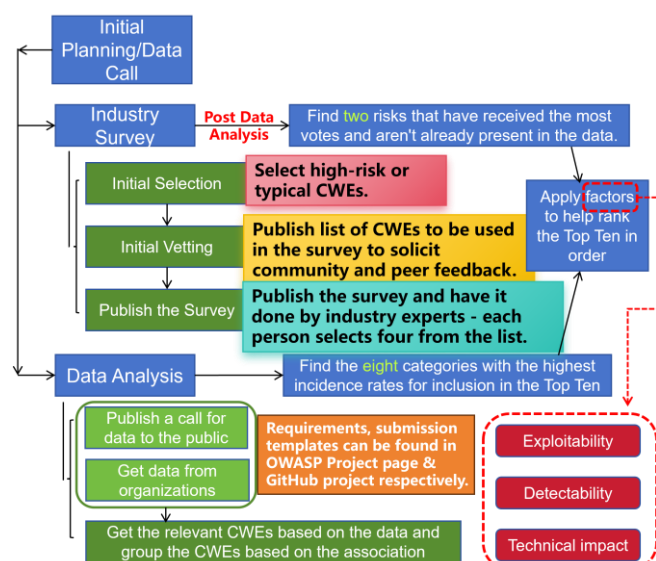 Initial
Planning/Data
Call
Industry
Survey
Post Data
Analysis
Find two risks that have received the most
votes and aren't already present in the data.
Initial Selection
Select high-risk or
typical CWEs.
Apply factors
to help rank
the Top Ten in
order
Initial Vetting
Publish list of CWEs to be used
in the survey to solicit
community and peer feedback.
Publish the Survey
Publish the survey and have it
done by industry experts - each
person selects four from the list.
Data Analysis
Find the eight categories with the highest
incidence rates for inclusion in the Top Ten
Publish a call for
data to the public
Get data from
organizations
Requirements, submission
templates can be found in
OWASP Project page &
GitHub project respectively.
Get the relevant CWEs based on the data and
group the CWEs based on the association
Exploitability
Detectability
Technical impact